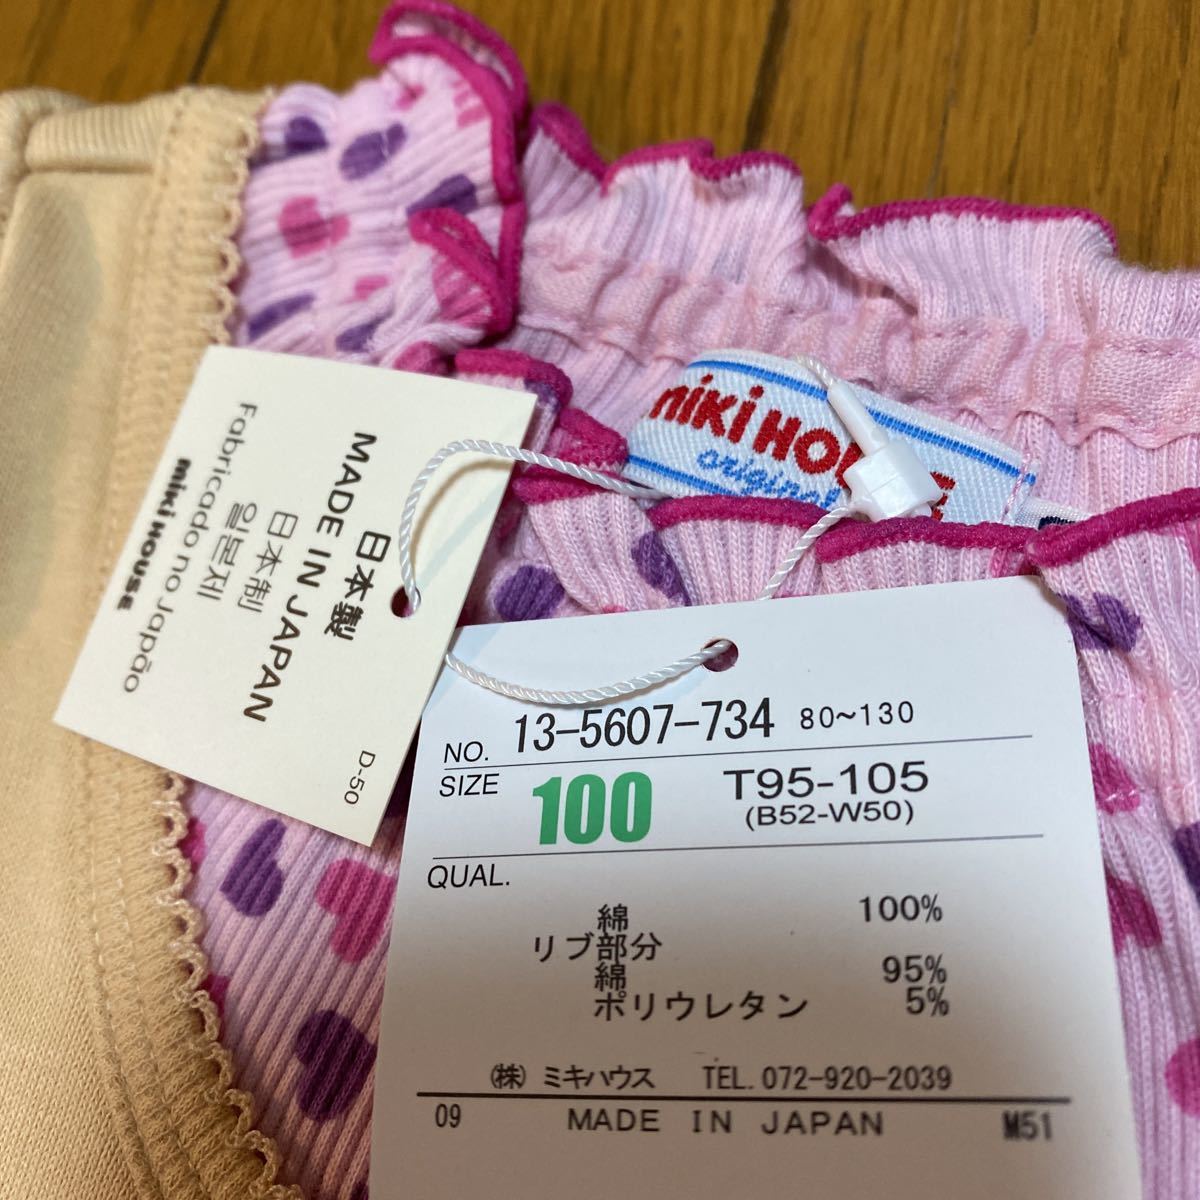 miki HOUSE
original
日本製
MADE IN JAPAN
日本制
일본제
Fabricado no Japão
miki HOUSE
D-50
NO. 13-5607-734 80~130
SIZE 100 T95-105
(B52-W50)
QUAL.
綿 100%
リブ部分
綿 95%
ポリウレタン 5%
(株) ミキハウス TEL. 072-920-2039
09 MADE IN JAPAN M51